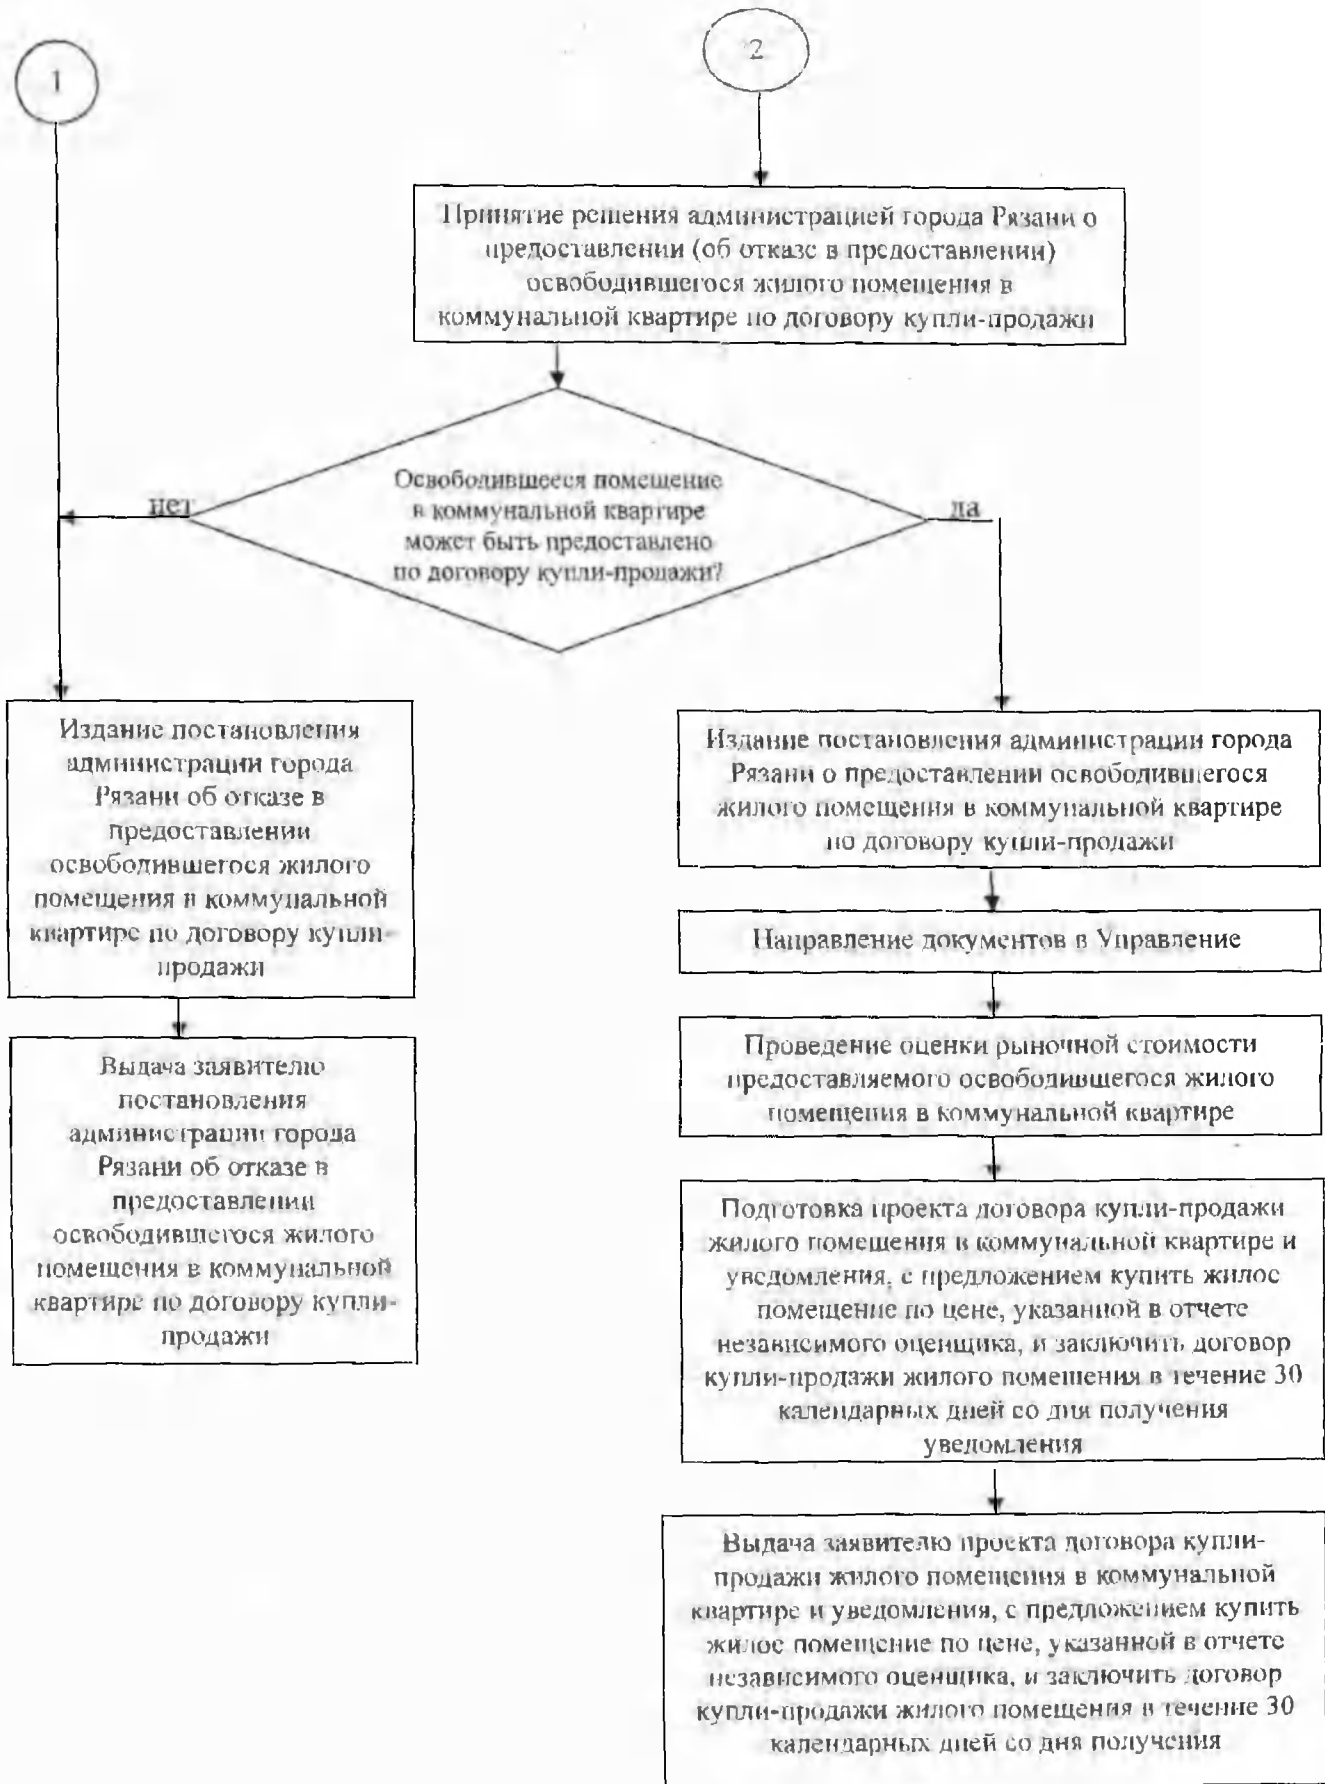 1
2
Принятие решения администрацией города Рязани о
предоставлении (об отказе в предоставлении)
освободившегося жилого помещения в
коммунальной квартире по договору купли-продажи
Освободившееся помещение
в коммунальной квартире
может быть предоставлено
по договору купли-продажи?
нет
да
Издание постановления
администрации города
Рязани об отказе в
предоставлении
освободившегося жилого
помещения в коммунальной
квартире по договору купли-
продажи
Выдача заявителю
постановления
администрации города
Рязани об отказе в
предоставлении
освободившегося жилого
помещения в коммунальной
квартире по договору купли-
продажи
Издание постановления администрации города
Рязани о предоставлении освободившегося
жилого помещения в коммунальной квартире
по договору купли-продажи
Направление документов в Управление
Проведение оценки рыночной стоимости
предоставляемого освободившегося жилого
помещения в коммунальной квартире
Подготовка проекта договора купли-продажи
жилого помещения в коммунальной квартире и
уведомления, с предложением купить жилое
помещение по цене, указанной в отчете
независимого оценщика, и заключить договор
купли-продажи жилого помещения в течение 30
календарных дней со дня получения
уведомления
Выдача заявителю проекта договора купли-
продажи жилого помещения в коммунальной
квартире и уведомления, с предложением купить
жилое помещение по цене, указанной в отчете
независимого оценщика, и заключить договор
купли-продажи жилого помещения в течение 30
календарных дней со дня получения